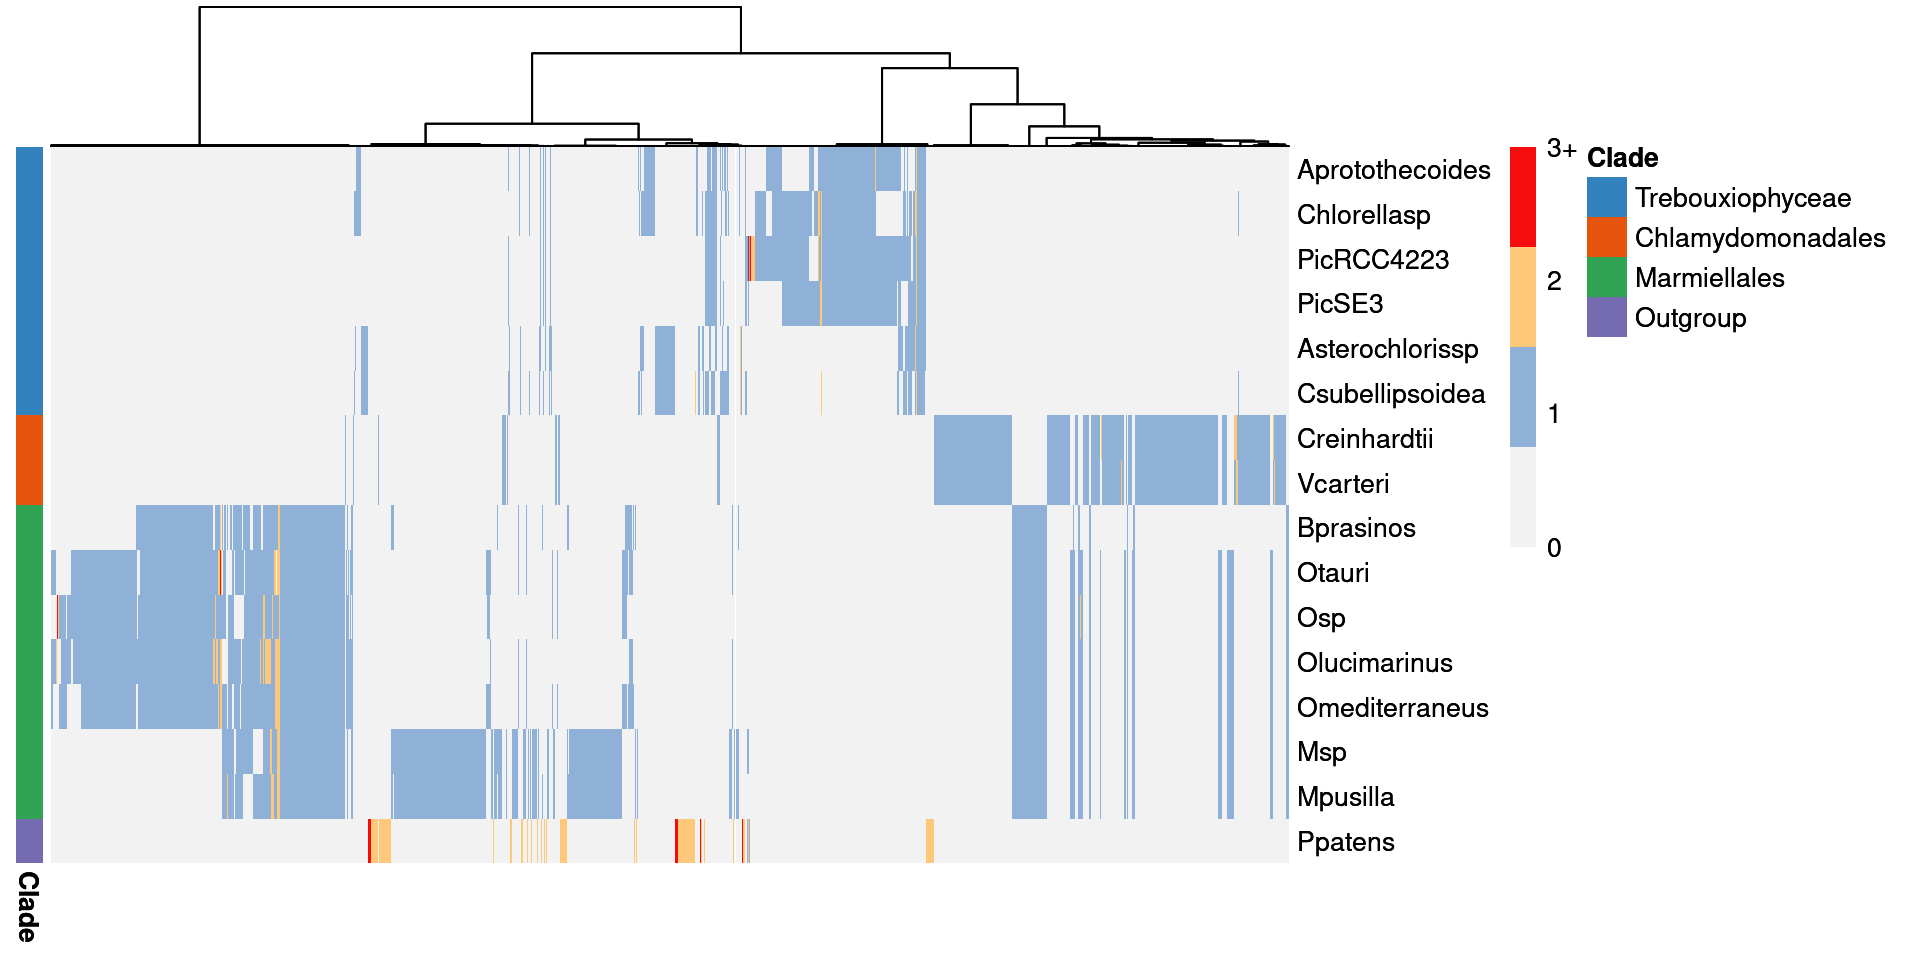 Aprotothecoides
Chlorellasp
PicRCC4223
PicSE3
Asterochlorissp
Csubellipsoidea
Creinhardtii
Vcarteri
Bprasinos
Otauri
Osp
Olucimarinus
Omediterraneus
Msp
Mpusilla
Ppatens
3+
2
1
0
Clade
Trebouxiophyceae
Chlamydomonadales
Marmiellales
Outgroup
Clade